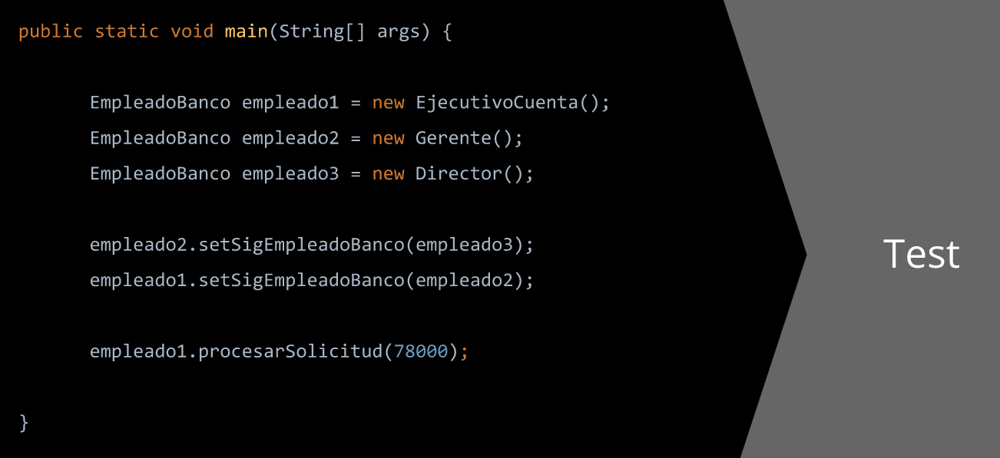 public static void main(String[] args) {
EmpleadoBanco empleado1 = new EjecutivoCuenta();
EmpleadoBanco empleado2 = new Gerente();
EmpleadoBanco empleado3 = new Director();
empleado2.setSigEmpleadoBanco(empleado3);
empleado1.setSigEmpleadoBanco(empleado2);
empleado1.procesarSolicitud(78000);
}
Test